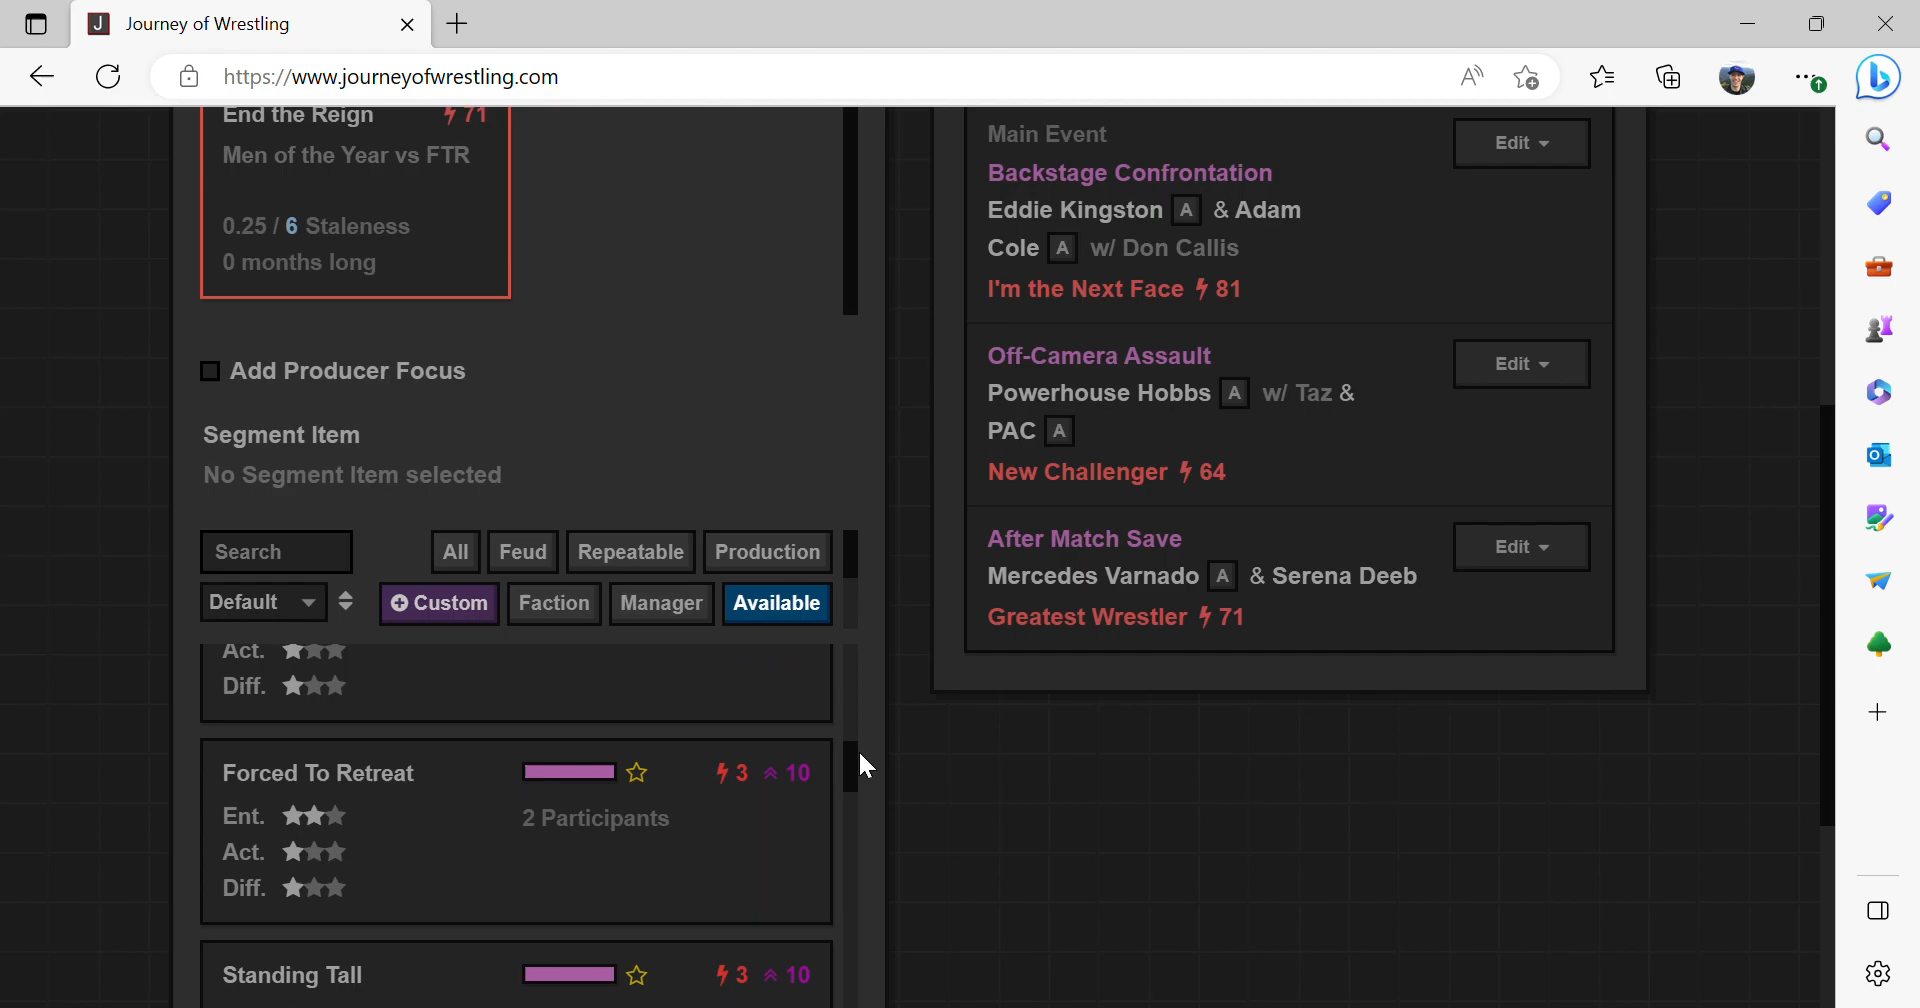 Journey of Wrestling
https://www.journeyofwrestling.com
End the Reign 71
Men of the Year vs FTR
0.25 / 6 Staleness
0 months long
Add Producer Focus
Segment Item
No Segment Item selected
Search All Feud Repeatable Production
Default Custom Faction Manager Available
Act.
Diff.
Forced To Retreat 3 10
Ent. 2 Participants
Act.
Diff.
Standing Tall 3 10
Main Event Edit
Backstage Confrontation
Eddie Kingston A & Adam
Cole A w/ Don Callis
I'm the Next Face 81
Off-Camera Assault Edit
Powerhouse Hobbs A w/ Taz &
PAC A
New Challenger 64
After Match Save Edit
Mercedes Varnado A & Serena Deeb
Greatest Wrestler 71